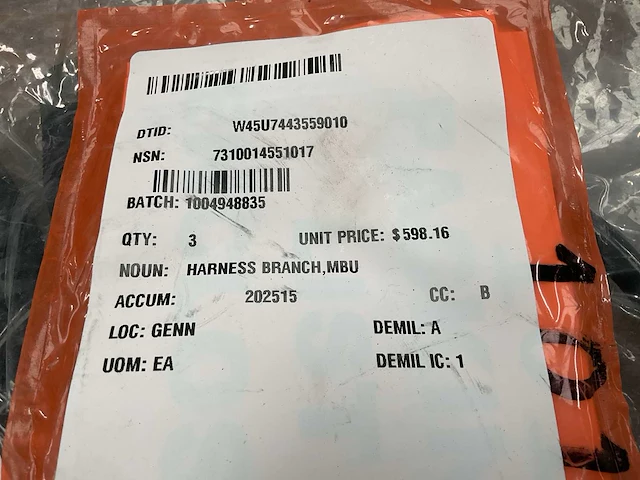 DTID: W45U7443559010
NSN: 7310014551017
BATCH: 1004948835
QTY: 3 UNIT PRICE: $598.16
NOUN: HARNESS BRANCH,MBU
ACCUM: 202515 CC: B
LOC: GENN DEMIL: A
UOM: EA DEMIL IC: 1